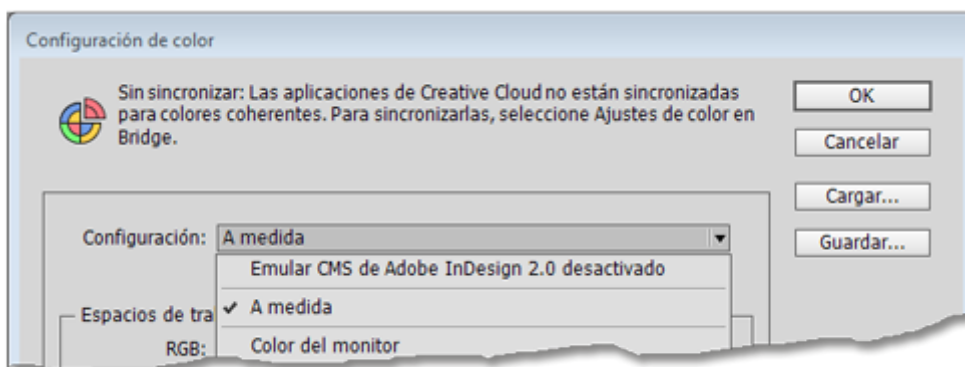 Configuración de color
Sin sincronizar: Las aplicaciones de Creative Cloud no están sincronizadas
para colores coherentes. Para sincronizarlas, seleccione Ajustes de color en
Bridge.
OK
Cancelar
Cargar...
Guardar...
Configuración: A medida
Emular CMS de Adobe InDesign 2.0 desactivado
A medida
Espacios de tra
RGB:
Color del monitor